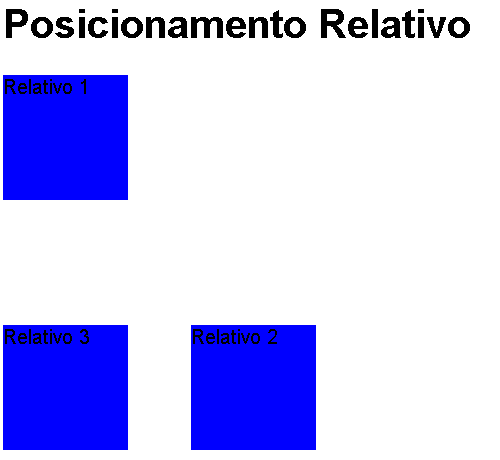 Posicionamento Relativo
Relativo 1
Relativo 3
Relativo 2